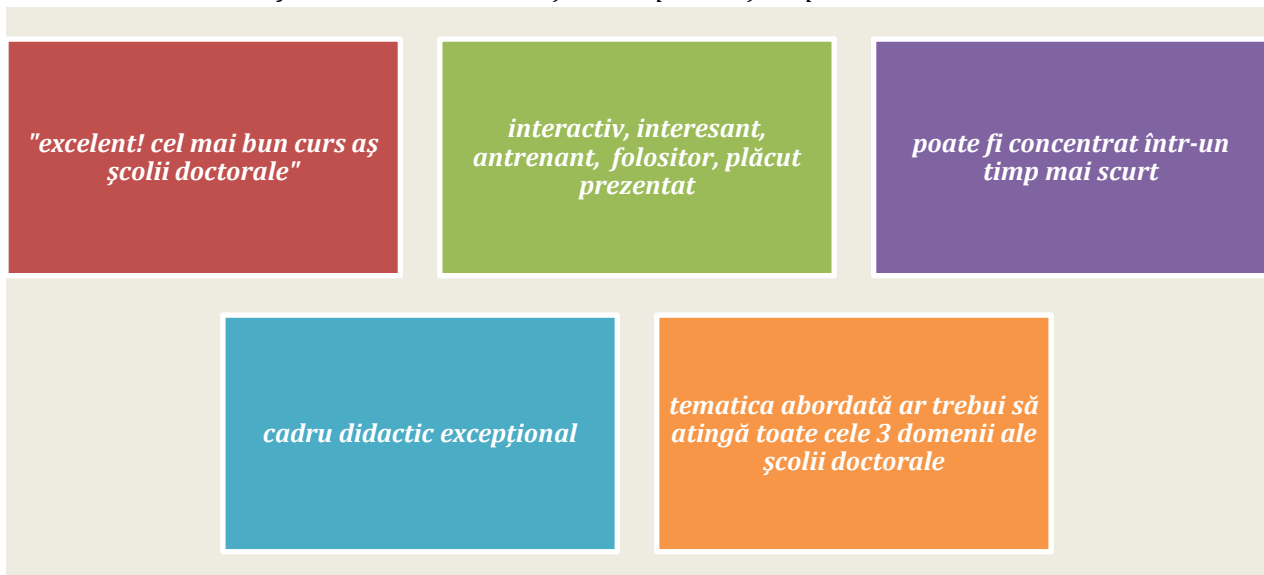 "excelent! cel mai bun curs aş
şcolii doctorale"
interactiv, interesant,
antrenant, folositor, plăcut
prezentat
poate fi concentrat într-un
timp mai scurt
cadru didactic excepţional
tematica abordată ar trebui să
atingă toate cele 3 domenii ale
şcolii doctorale